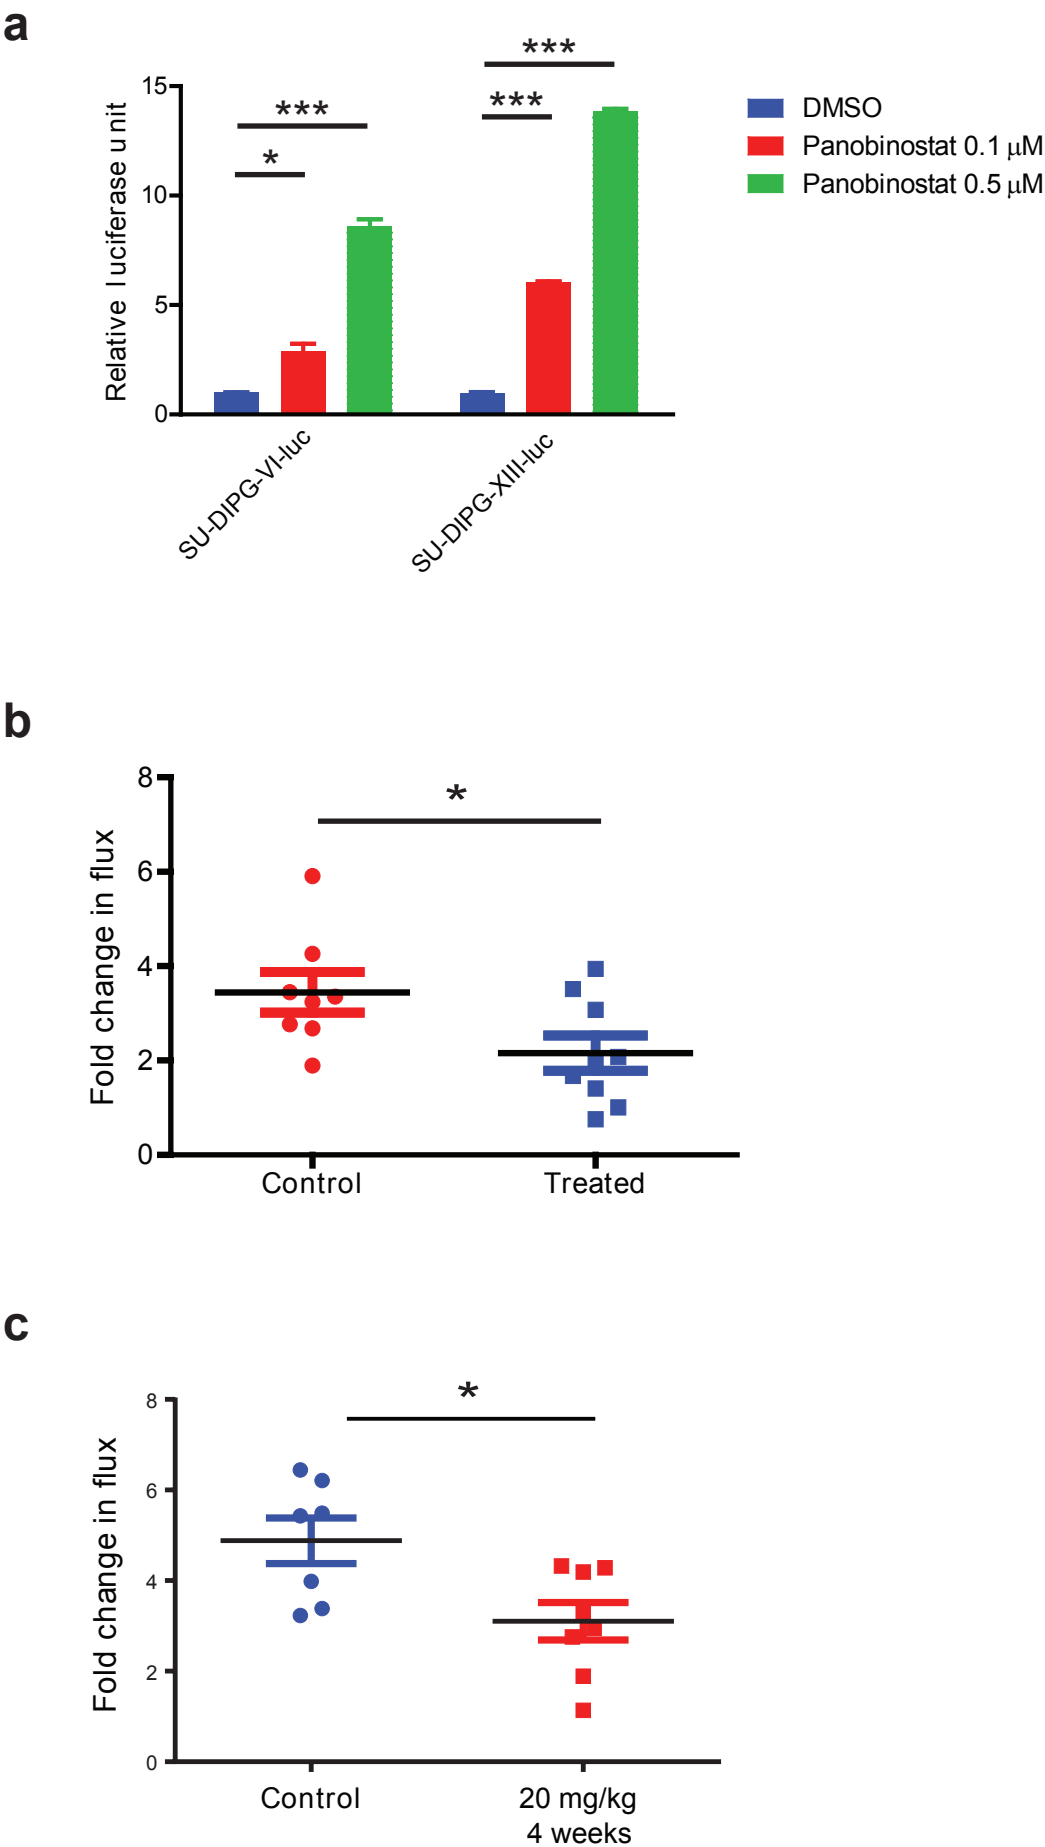 a
***
***
***
*
15
10
5
0
Relative luciferase unit
DMSO
Panobinostat 0.1 μM
Panobinostat 0.5 μM
SU-DIPG-VI-luc
SU-DIPG-XIII-luc
b
*
8
6
4
2
0
Fold change in flux
Control
Treated
c
*
8
6
4
2
0
Fold change in flux
Control
20 mg/kg
4 weeks